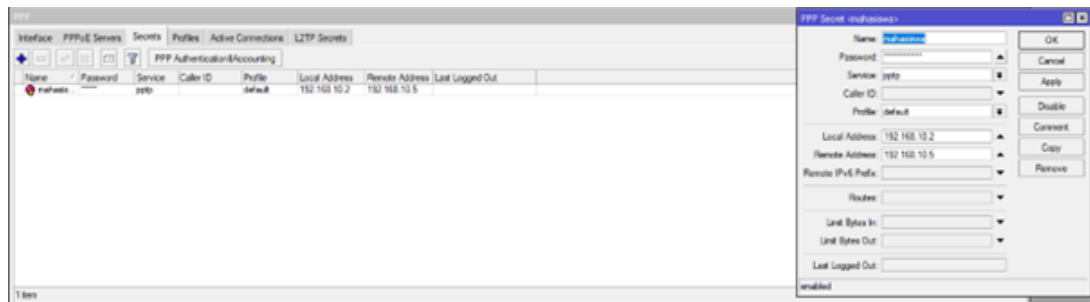 PPP
Interface PPPoE Servers Secrets Profiles Active Connections L2TP Secrets
PPP Authentication&Accounting
Name Password Service Caller ID Profile Local Address Remote Address Last Logged Out
mahasis... ***** pptp default 192.168.10.2 192.168.10.5
1 item
PPP Secret <mahasiswa>
Name: mahasiswa
OK
Password: ***********
Cancel
Service: pptp
Apply
Caller ID:
Profile: default
Disable
Comment
Local Address: 192.168.10.2
Copy
Remote Address: 192.168.10.5
Remove
Remote IPv6 Prefix:
Routes:
Limit Bytes In:
Limit Bytes Out:
Last Logged Out:
enabled